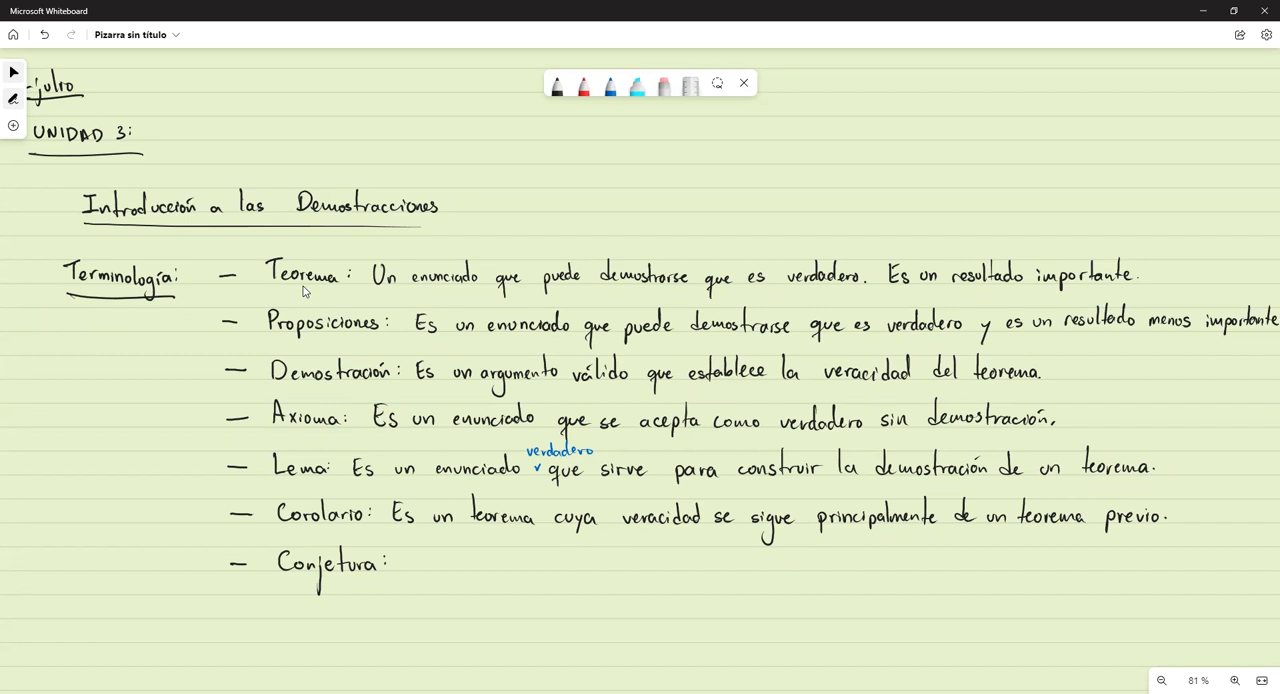 Microsoft Whiteboard
Pizarra sin título
-julio
UNIDAD 3:
Introducción a las Demostracciones
Terminología: — Teorema: Un enunciado que puede demostrarse que es verdadero. Es un resultado importante.
— Proposiciones: Es un enunciado que puede demostrarse que es verdadero y es un resultado menos importante
— Demostración: Es un argumento válido que establece la veracidad del teorema.
— Axioma: Es un enunciado que se acepta como verdadero sin demostración.
verdadero
— Lema: Es un enunciado que sirve para construir la demostración de un teorema.
— Corolario: Es un teorema cuya veracidad se sigue principalmente de un teorema previo.
— Conjetura:
81 %